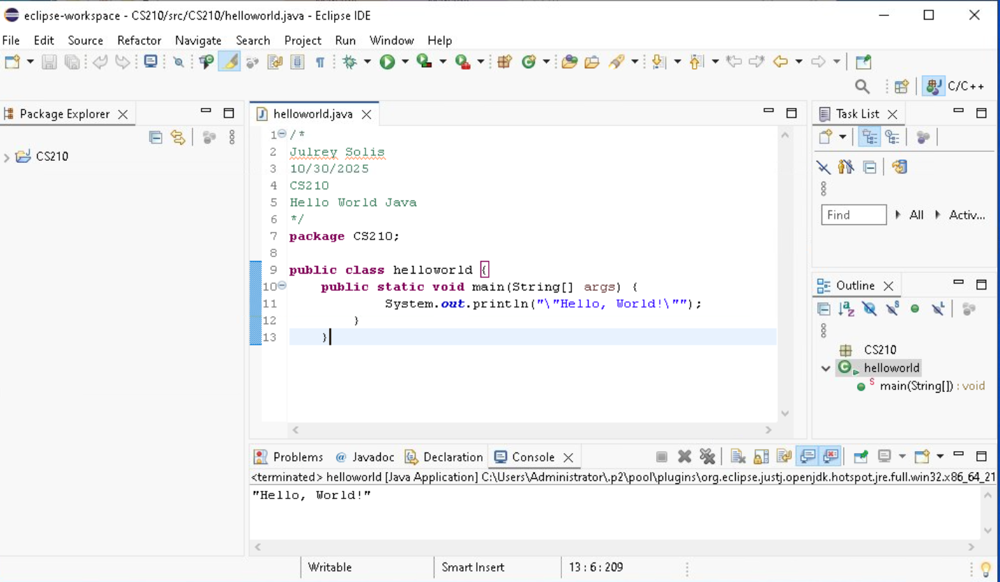 eclipse-workspace - CS210/src/CS210/helloworld.java - Eclipse IDE
File Edit Source Refactor Navigate Search Project Run Window Help
C/C++
Package Explorer
CS210
helloworld.java
1 /*
2 Julrey Solis
3 10/30/2025
4 CS210
5 Hello World Java
6 */
7 package CS210;
8
9 public class helloworld {
10 public static void main(String[] args) {
11 System.out.println("\"Hello, World!\"");
12 }
13 }
Task List
Find All Activ...
Outline
CS210
helloworld
main(String[]) : void
Problems @ Javadoc Declaration Console
<terminated> helloworld [Java Application] C:\Users\Administrator\.p2\pool\plugins\org.eclipse.justj.openjdk.hotspot.jre.full.win32.x86_64_21
"Hello, World!"
Writable Smart Insert 13 : 6 : 209